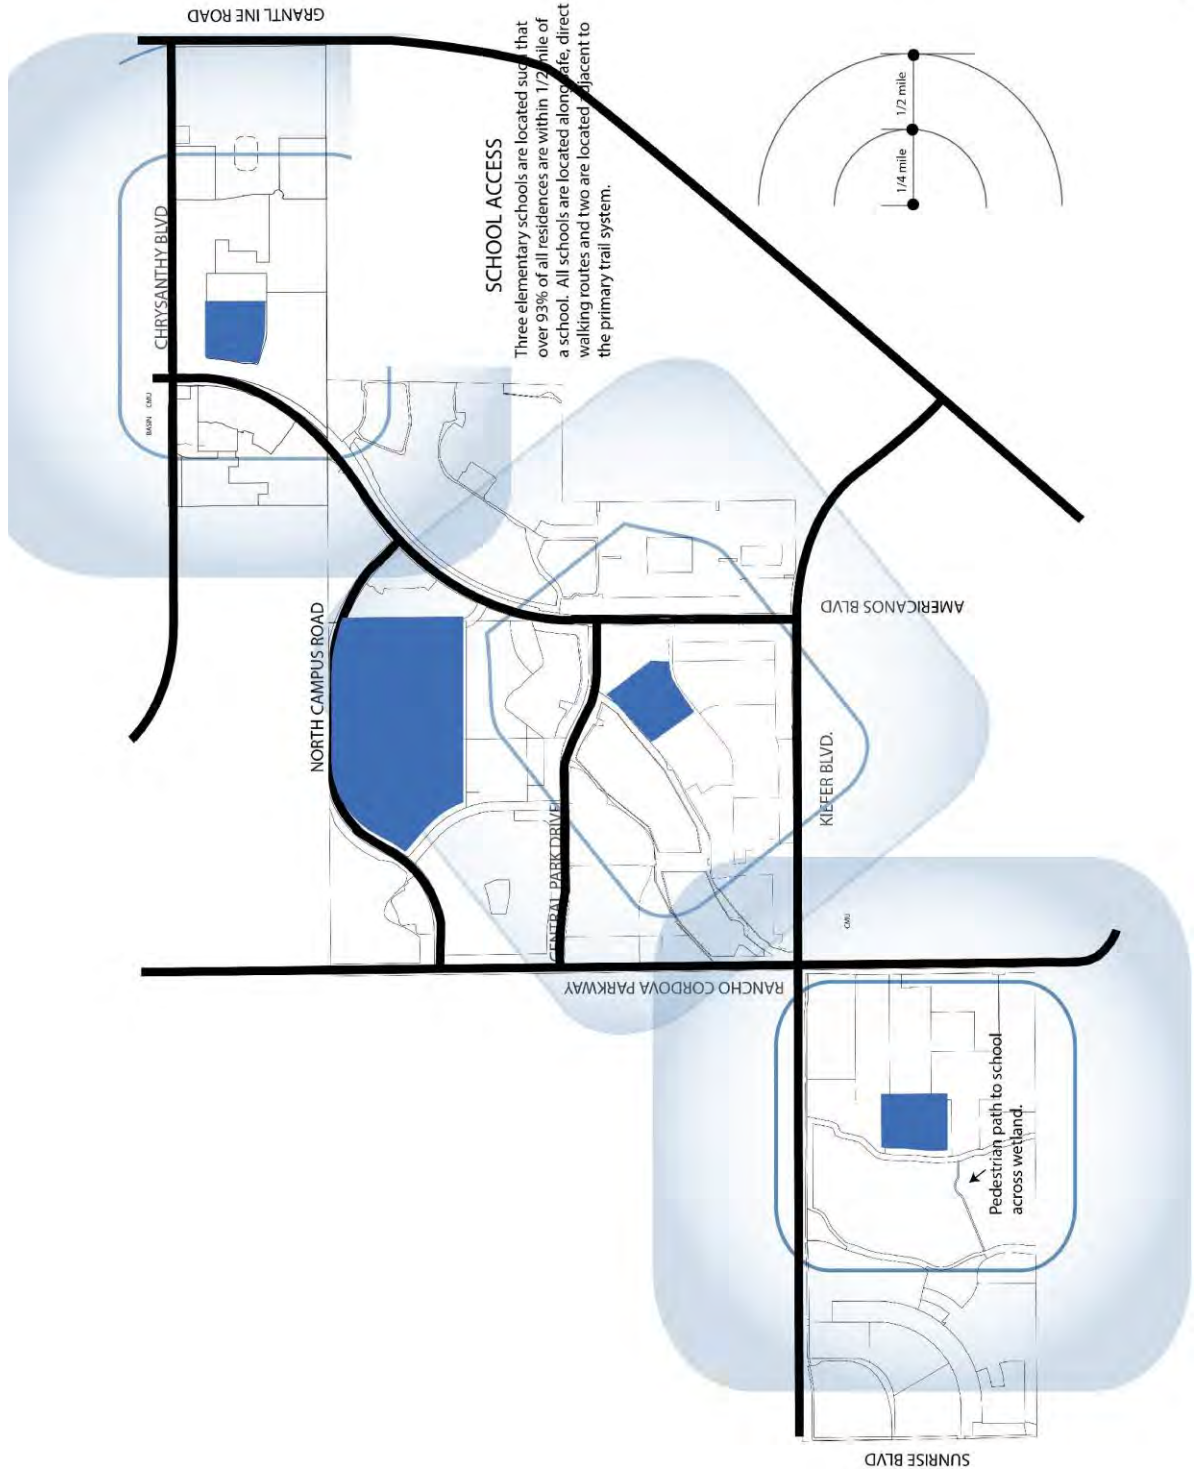 GRANTLINE ROAD
CHRYSANTHY BLVD
BASIN CMU
SCHOOL ACCESS
Three elementary schools are located such that
over 93% of all residences are within 1/2 mile of
a school. All schools are located along safe, direct
walking routes and two are located adjacent to
the primary trail system.
1/4 mile
1/2 mile
NORTH CAMPUS ROAD
AMERICANOS BLVD
CENTRAL PARK DRIVE
KIEFER BLVD.
CMU
RANCHO CORDOVA PARKWAY
Pedestrian path to school
across wetland.
SUNRISE BLVD